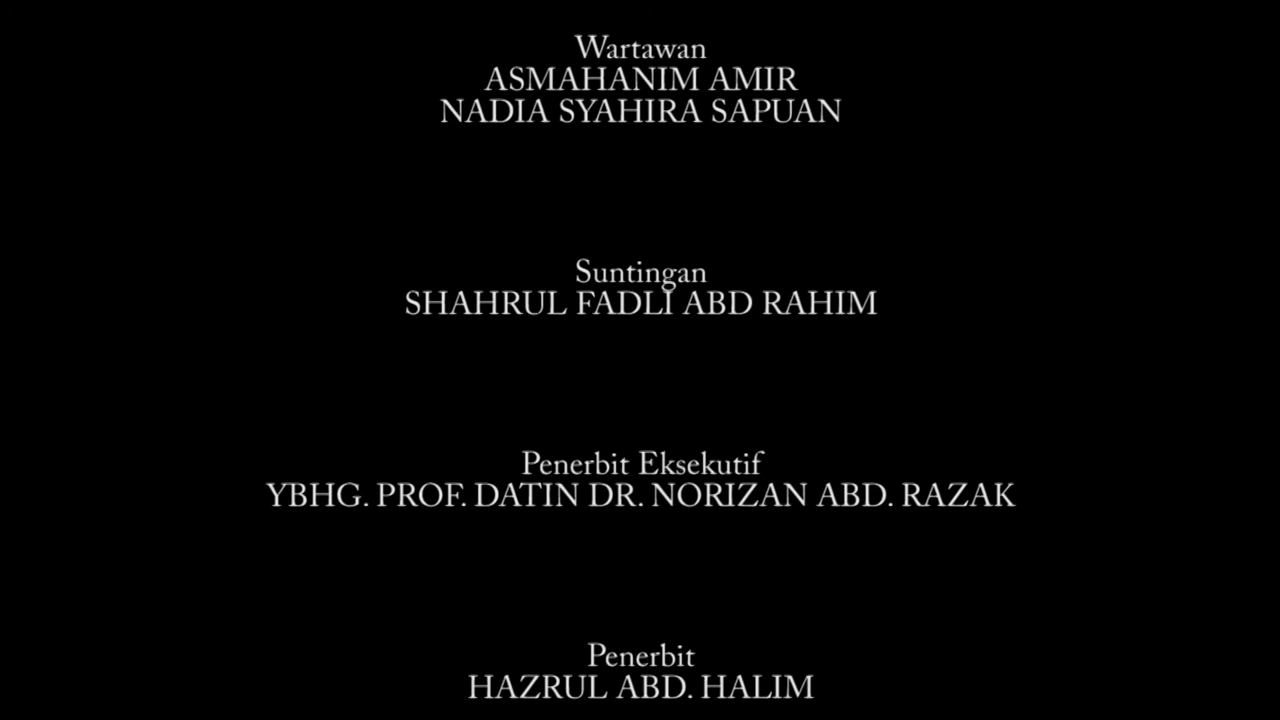 Wartawan
ASMAHANIM AMIR
NADIA SYAHIRA SAPUAN
Suntingan
SHAHRUL FADLI ABD RAHIM
Penerbit Eksekutif
YBHG. PROF. DATIN DR. NORIZAN ABD. RAZAK
Penerbit
HAZRUL ABD. HALIM